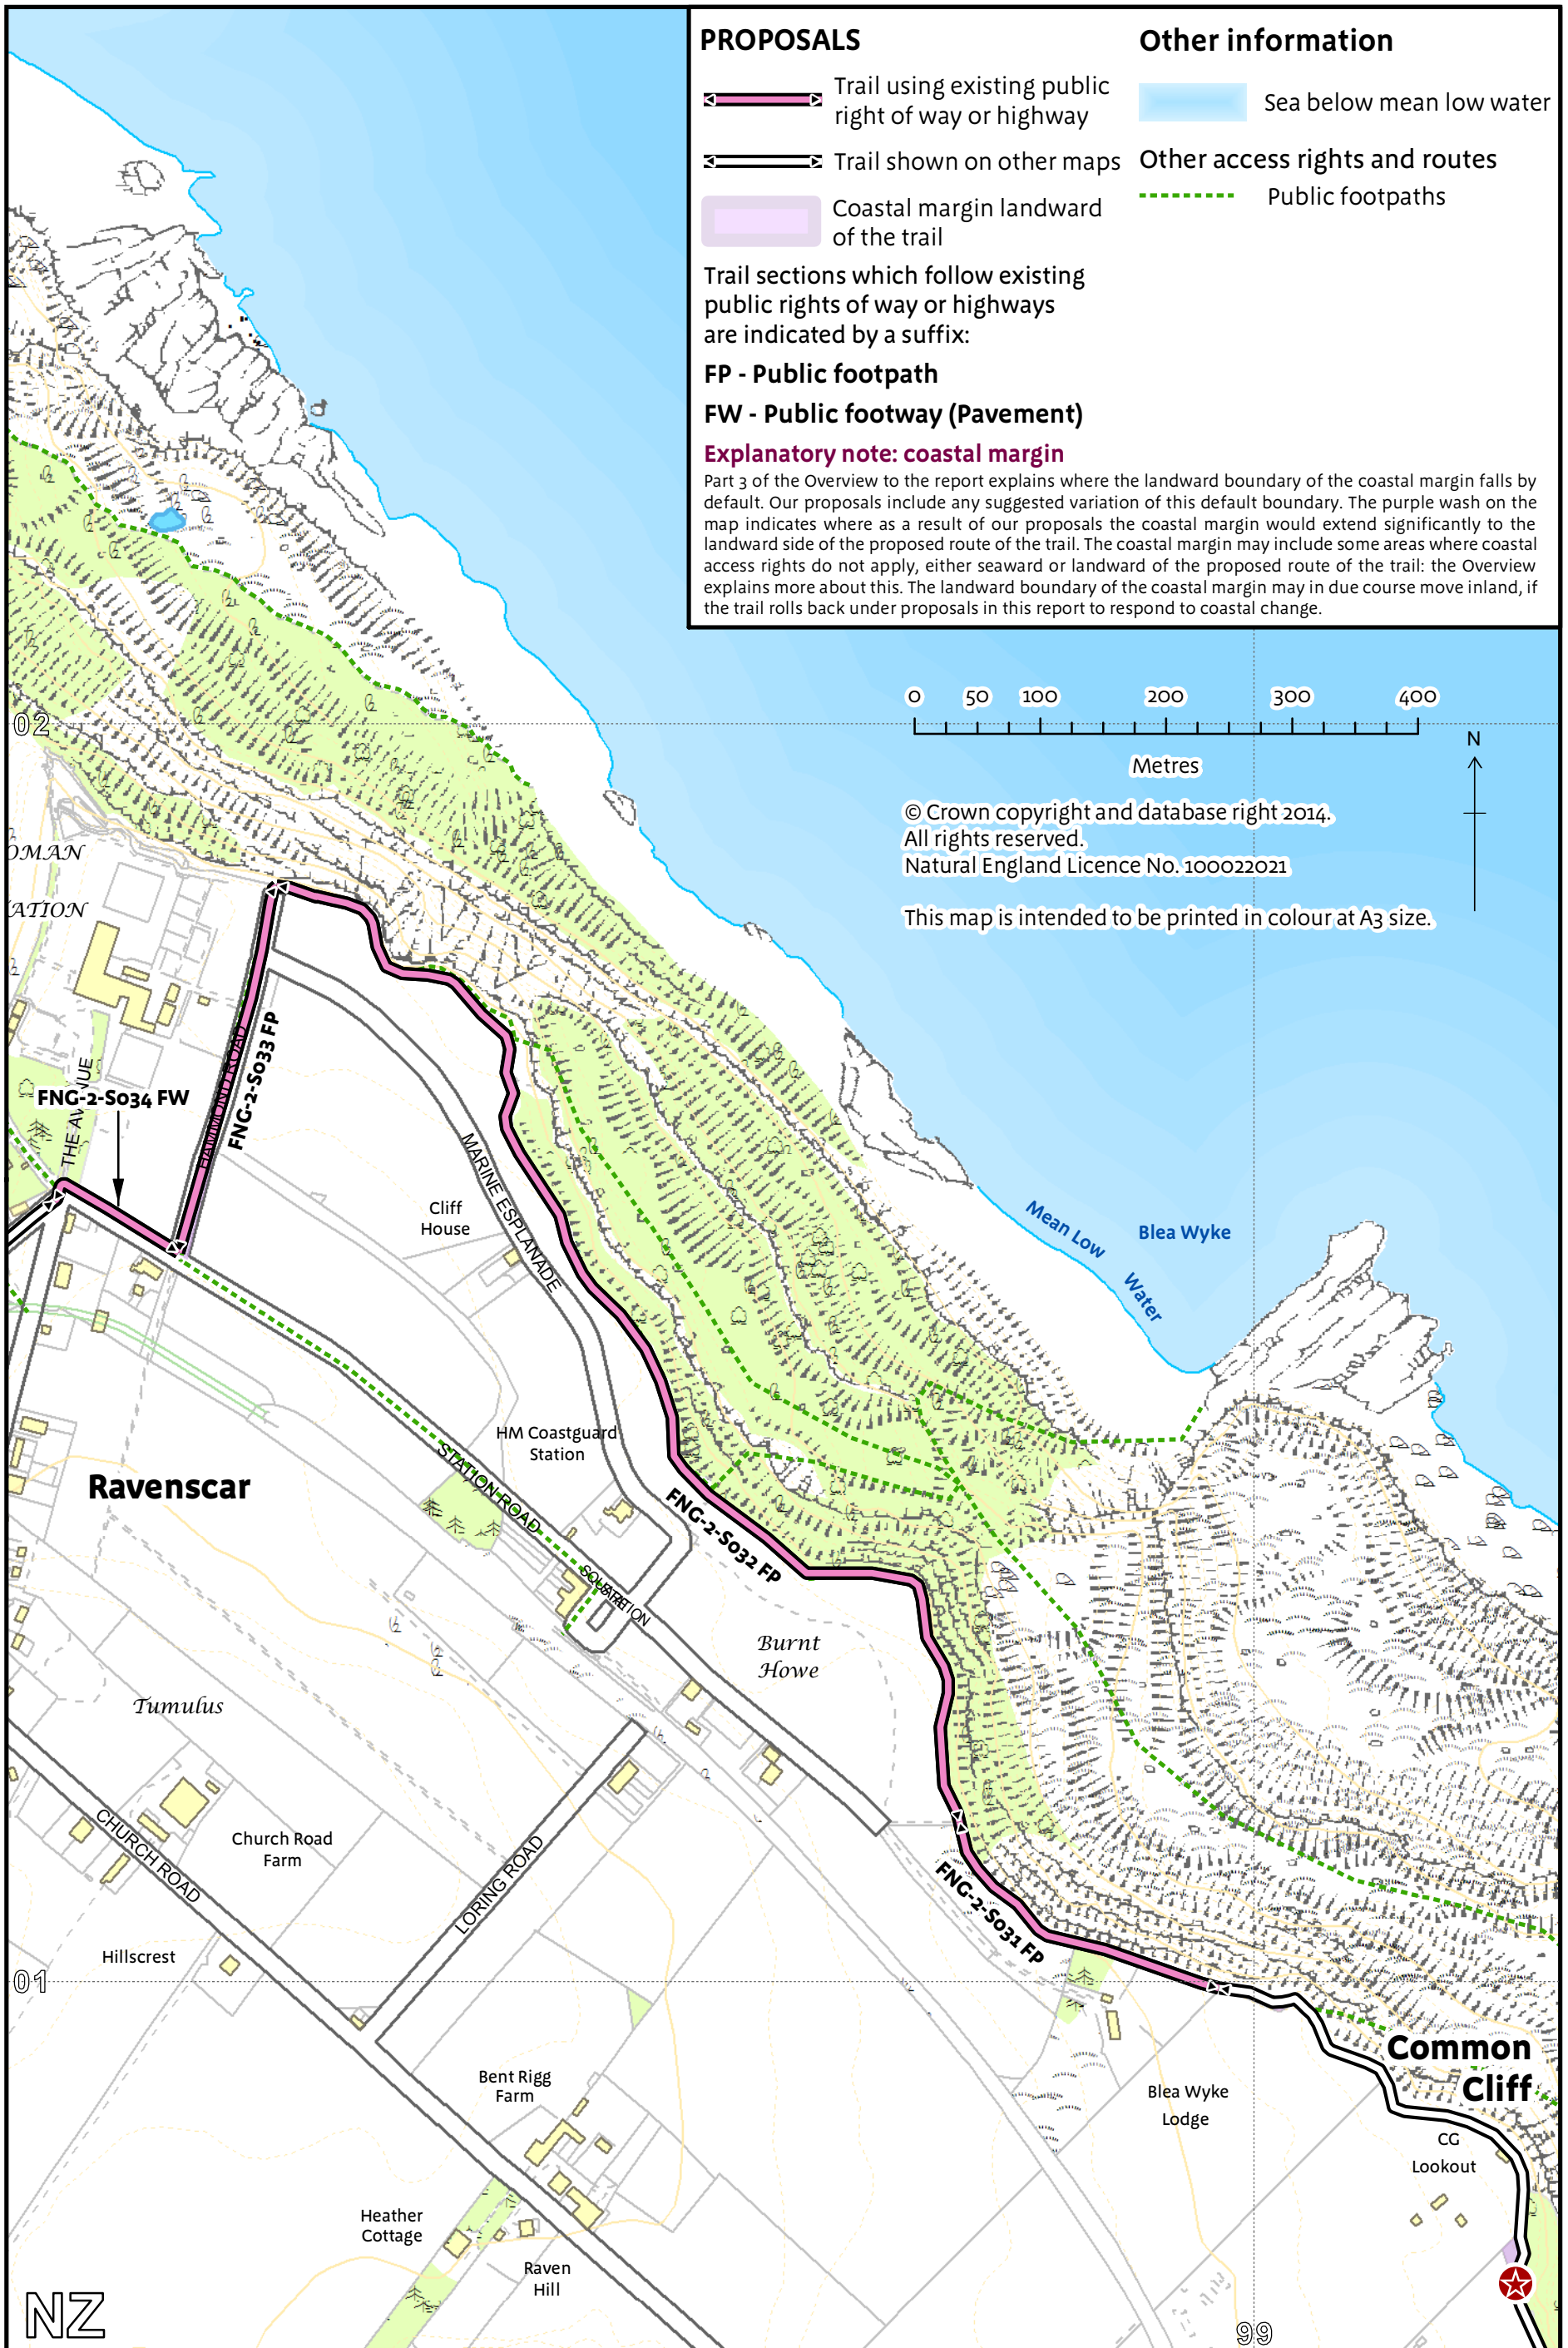 PROPOSALS
Trail using existing public
right of way or highway
Trail shown on other maps
Coastal margin landward
of the trail
Trail sections which follow existing
public rights of way or highways
are indicated by a suffix:
FP - Public footpath
FW - Public footway (Pavement)
Other information
Sea below mean low water
Other access rights and routes
Public footpaths
Explanatory note: coastal margin
Part 3 of the Overview to the report explains where the landward boundary of the coastal margin falls by
default. Our proposals include any suggested variation of this default boundary. The purple wash on the
map indicates where as a result of our proposals the coastal margin would extend significantly to the
landward side of the proposed route of the trail. The coastal margin may include some areas where coastal
access rights do not apply, either seaward or landward of the proposed route of the trail: the Overview
explains more about this. The landward boundary of the coastal margin may in due course move inland, if
the trail rolls back under proposals in this report to respond to coastal change.
0 50 100 200 300 400
Metres
N
© Crown copyright and database right 2014.
All rights reserved.
Natural England Licence No. 100022021
This map is intended to be printed in colour at A3 size.
02
OMAN
ATION
THE AVENUE
FNG-2-S034 FW
HAMMOND ROAD
FNG-2-S033 FP
MARINE ESPLANADE
Cliff
House
Mean Low
Water
Blea Wyke
HM Coastguard
Station
Ravenscar
STATION ROAD
STATION
SQUARE
FNG-2-S032 FP
Burnt
Howe
Tumulus
CHURCH ROAD
Church Road
Farm
LORING ROAD
FNG-2-S031 FP
Hillscrest
01
Common
Cliff
Bent Rigg
Farm
Blea Wyke
Lodge
CG
Lookout
Heather
Cottage
Raven
Hill
NZ
99